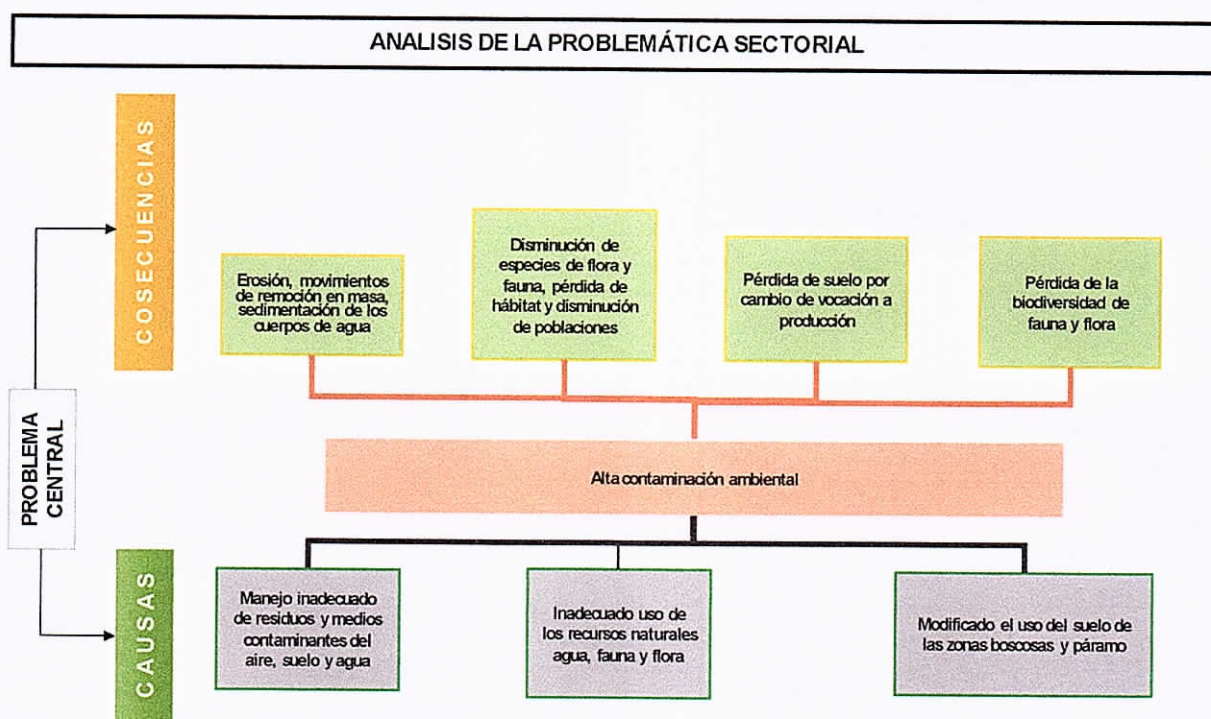 ANALISIS DE LA PROBLEMÁTICA SECTORIAL
COSECUENCIAS
Erosión, movimientos
de remoción en masa,
sedimentación de los
cuerpos de agua
Disminución de
especies de flora y
fauna, pérdida de
hábitat y disminución
de poblaciones
Pérdida de suelo por
cambio de vocación a
producción
Pérdida de la
biodiversidad de
fauna y flora
PROBLEMA
CENTRAL
Alta contaminación ambiental
CAUSAS
Manejo inadecuado
de residuos y medios
contaminantes del
aire, suelo y agua
Inadecuado uso de
los recursos naturales
agua, fauna y flora
Modificado el uso del suelo de
las zonas boscosas y páramo